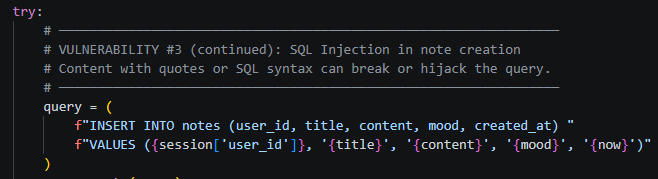 try:
# ────────────────────────────────────────────────────────
# VULNERABILITY #3 (continued): SQL Injection in note creation
# Content with quotes or SQL syntax can break or hijack the query.
# ────────────────────────────────────────────────────────
query = (
f"INSERT INTO notes (user_id, title, content, mood, created_at) "
f"VALUES ({session['user_id']}, '{title}', '{content}', '{mood}', '{now}')"
)